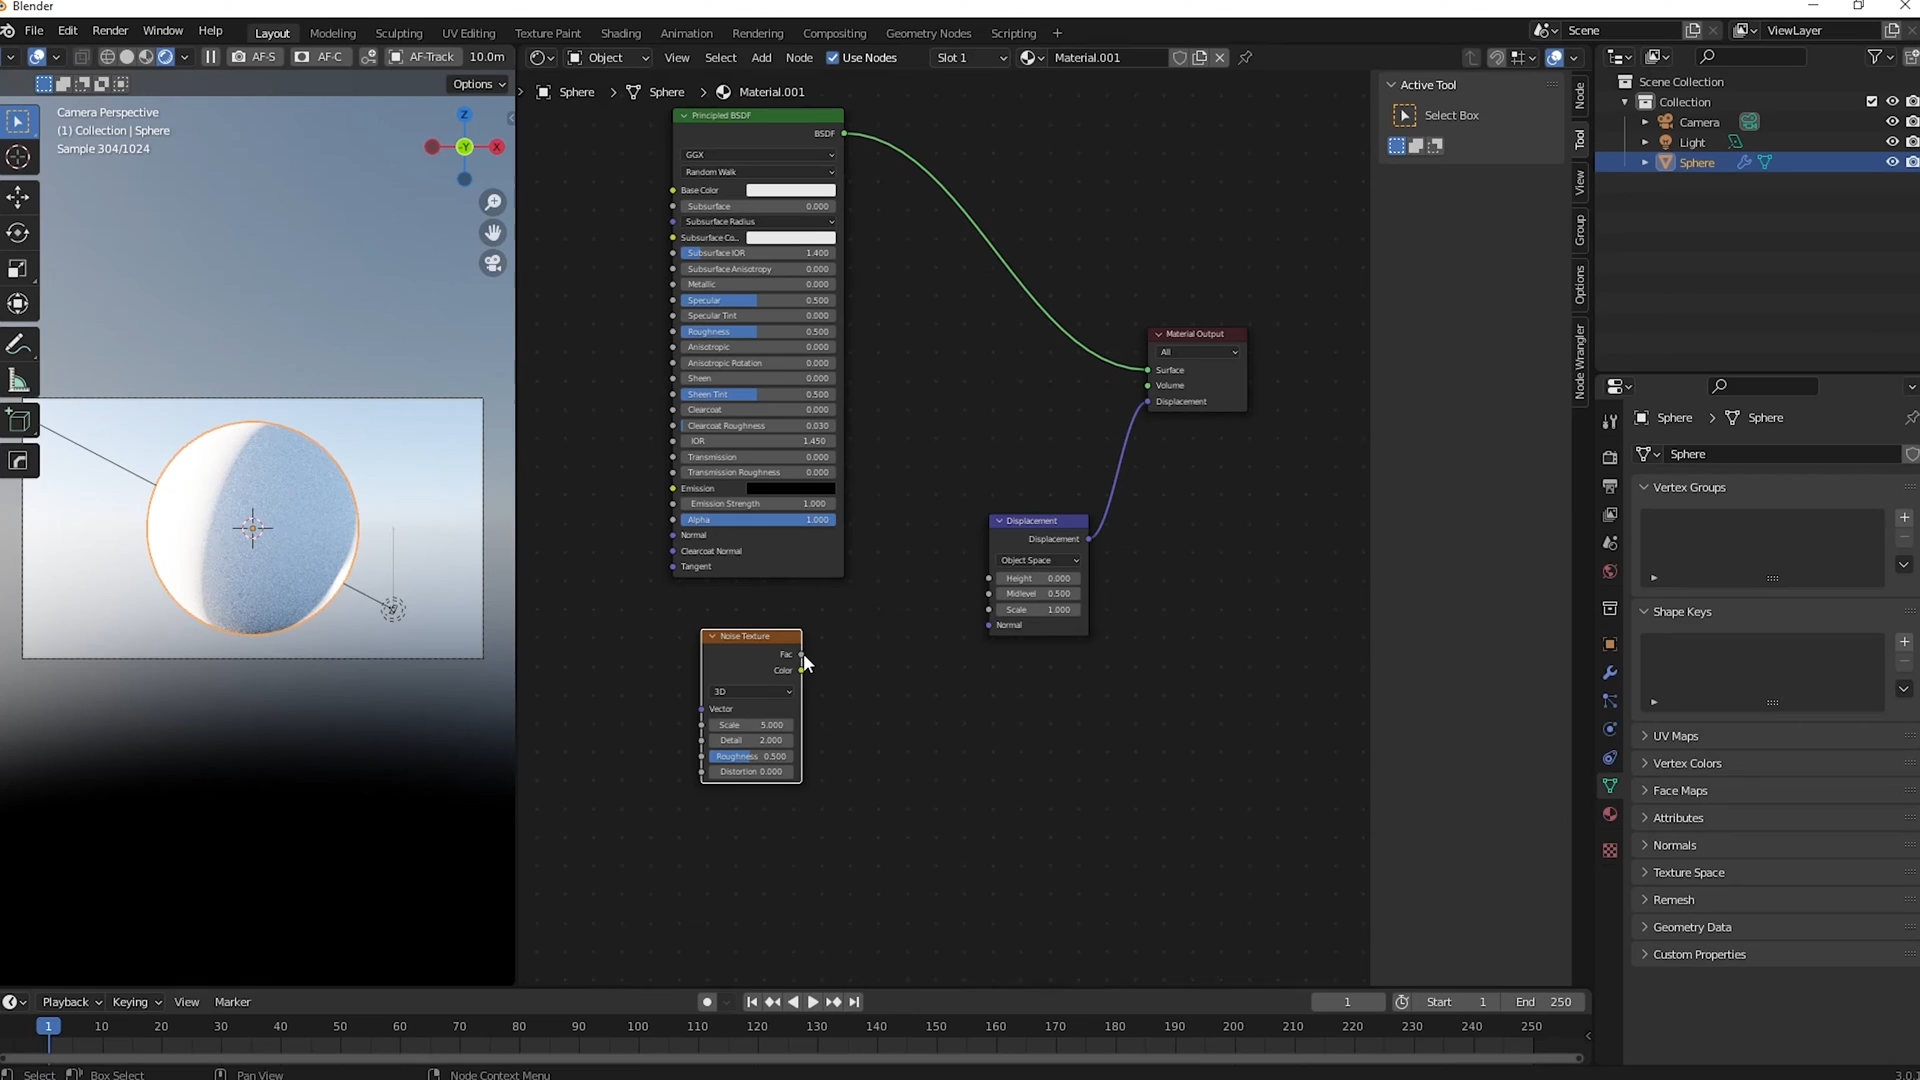 Blender
File Edit Render Window Help Layout Modeling Sculpting UV Editing Texture Paint Shading Animation Rendering Compositing Geometry Nodes Scripting + Scene ViewLayer
AF-S AF-C AF-Track 10.0m Object View Select Add Node Use Nodes Slot 1 Material.001
Options
Sphere > Sphere > Material.001
Camera Perspective
(1) Collection | Sphere
Sample 304/1024
Z
-Y
X
Principled BSDF
BSDF
GGX
Random Walk
Base Color
Subsurface 0.000
Subsurface Radius
Subsurface Co...
Subsurface IOR 1.400
Subsurface Anisotropy 0.000
Metallic 0.000
Specular 0.500
Specular Tint 0.000
Roughness 0.500
Anisotropic 0.000
Anisotropic Rotation 0.000
Sheen 0.000
Sheen Tint 0.500
Clearcoat 0.000
Clearcoat Roughness 0.030
IOR 1.450
Transmission 0.000
Transmission Roughness 0.000
Emission
Emission Strength 1.000
Alpha 1.000
Normal
Clearcoat Normal
Tangent
Noise Texture
Fac
Color
3D
Vector
Scale 5.000
Detail 2.000
Roughness 0.500
Distortion 0.000
Displacement
Displacement
Object Space
Height 0.000
Midlevel 0.500
Scale 1.000
Normal
Material Output
All
Surface
Volume
Displacement
Active Tool
Select Box
Node
Tool
View
Group
Options
Node Wrangler
Scene Collection
Collection
Camera
Light
Sphere
Sphere > Sphere
Sphere
Vertex Groups
Shape Keys
UV Maps
Vertex Colors
Face Maps
Attributes
Normals
Texture Space
Remesh
Geometry Data
Custom Properties
Playback Keying View Marker 1 Start 1 End 250
1 10 20 30 40 50 60 70 80 90 100 110 120 130 140 150 160 170 180 190 200 210 220 230 240 250
Select Box Select Pan View Node Context Menu 3.0.1